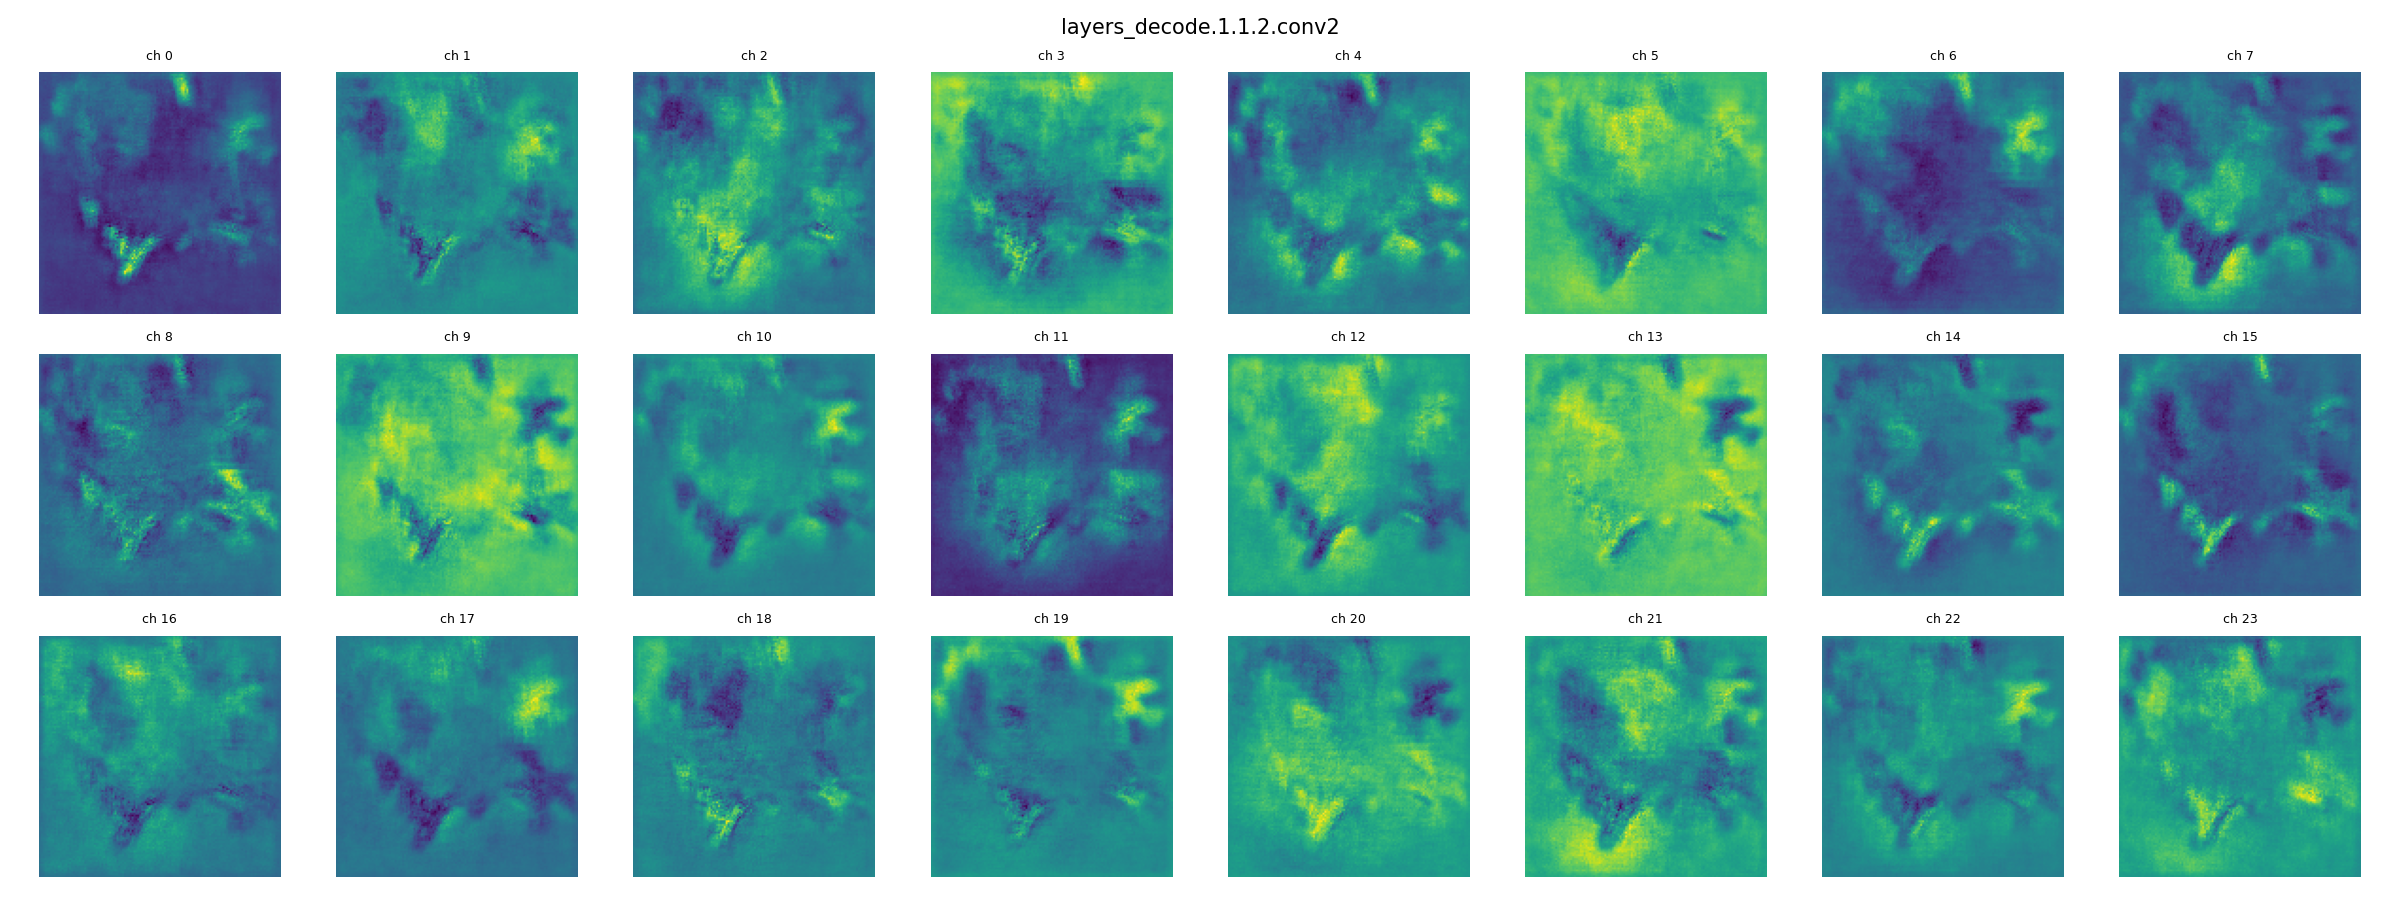 layers_decode.1.1.2.conv2
ch 0 ch 1 ch 2 ch 3 ch 4 ch 5 ch 6 ch 7
ch 8 ch 9 ch 10 ch 11 ch 12 ch 13 ch 14 ch 15
ch 16 ch 17 ch 18 ch 19 ch 20 ch 21 ch 22 ch 23